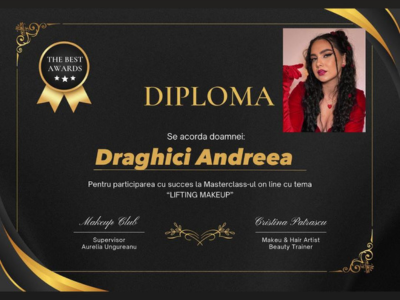 THE BEST
AWARDS
DIPLOMA
Se acorda doamnei:
Draghici Andreea
Pentru participarea cu succes la Masterclass-ul on line cu tema
“LIFTING MAKEUP”
Makeup Club
Supervisor
Aurelia Ungureanu
Cristina Patrascu
Makeu & Hair Artist
Beauty Trainer